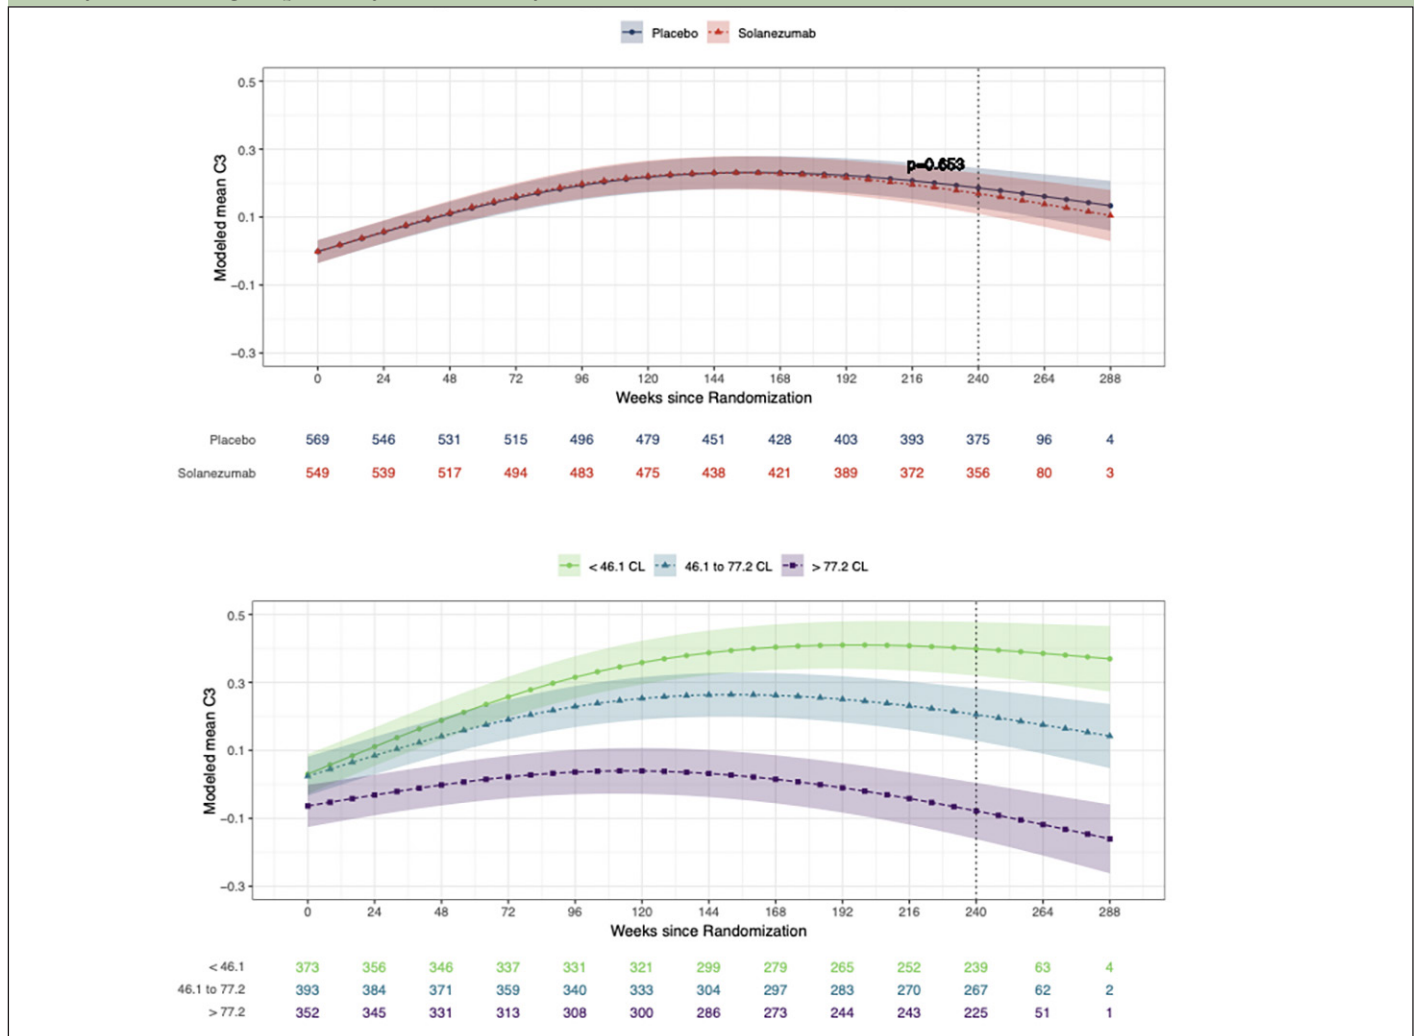 Placebo Solanezumab
0.5
0.3
0.1
−0.1
−0.3
Modeled mean C3
p=0.653
0 24 48 72 96 120 144 168 192 216 240 264 288
Weeks since Randomization
Placebo 569 546 531 515 496 479 451 428 403 393 375 96 4
Solanezumab 549 539 517 494 483 475 438 421 389 372 356 80 3
< 46.1 CL 46.1 to 77.2 CL > 77.2 CL
0.5
0.3
0.1
−0.1
−0.3
Modeled mean C3
0 24 48 72 96 120 144 168 192 216 240 264 288
Weeks since Randomization
< 46.1 373 356 346 337 331 321 299 279 265 252 239 63 4
46.1 to 77.2 393 384 371 359 340 333 304 297 283 270 267 62 2
> 77.2 352 345 331 313 308 300 286 273 244 243 225 51 1